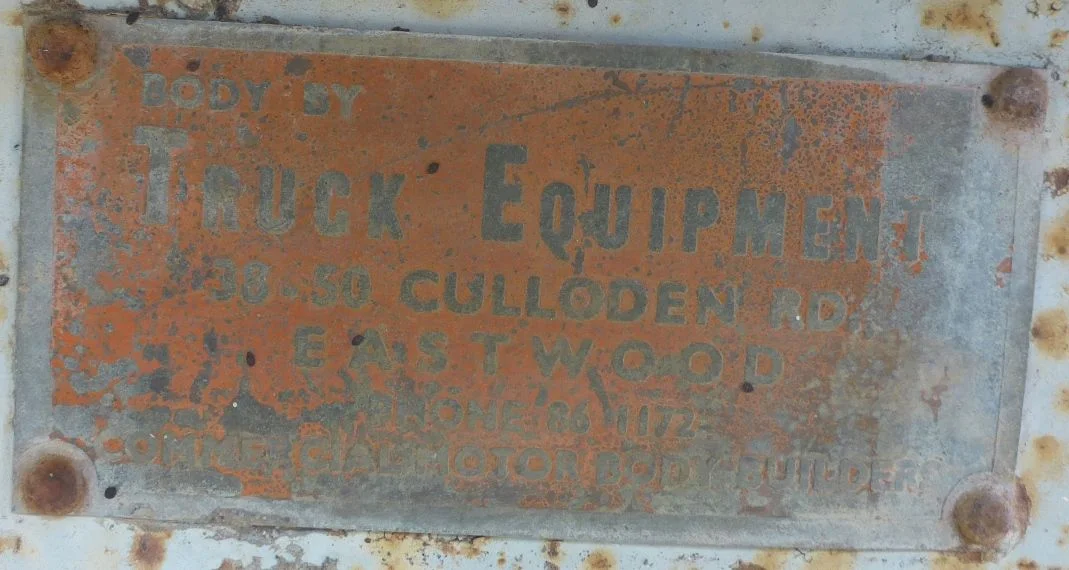 BODY BY
TRUCK EQUIPMENT
38-50 CULLODEN RD
EASTWOOD
PHONE 86 1172
COMMERCIAL MOTOR BODY BUILDERS